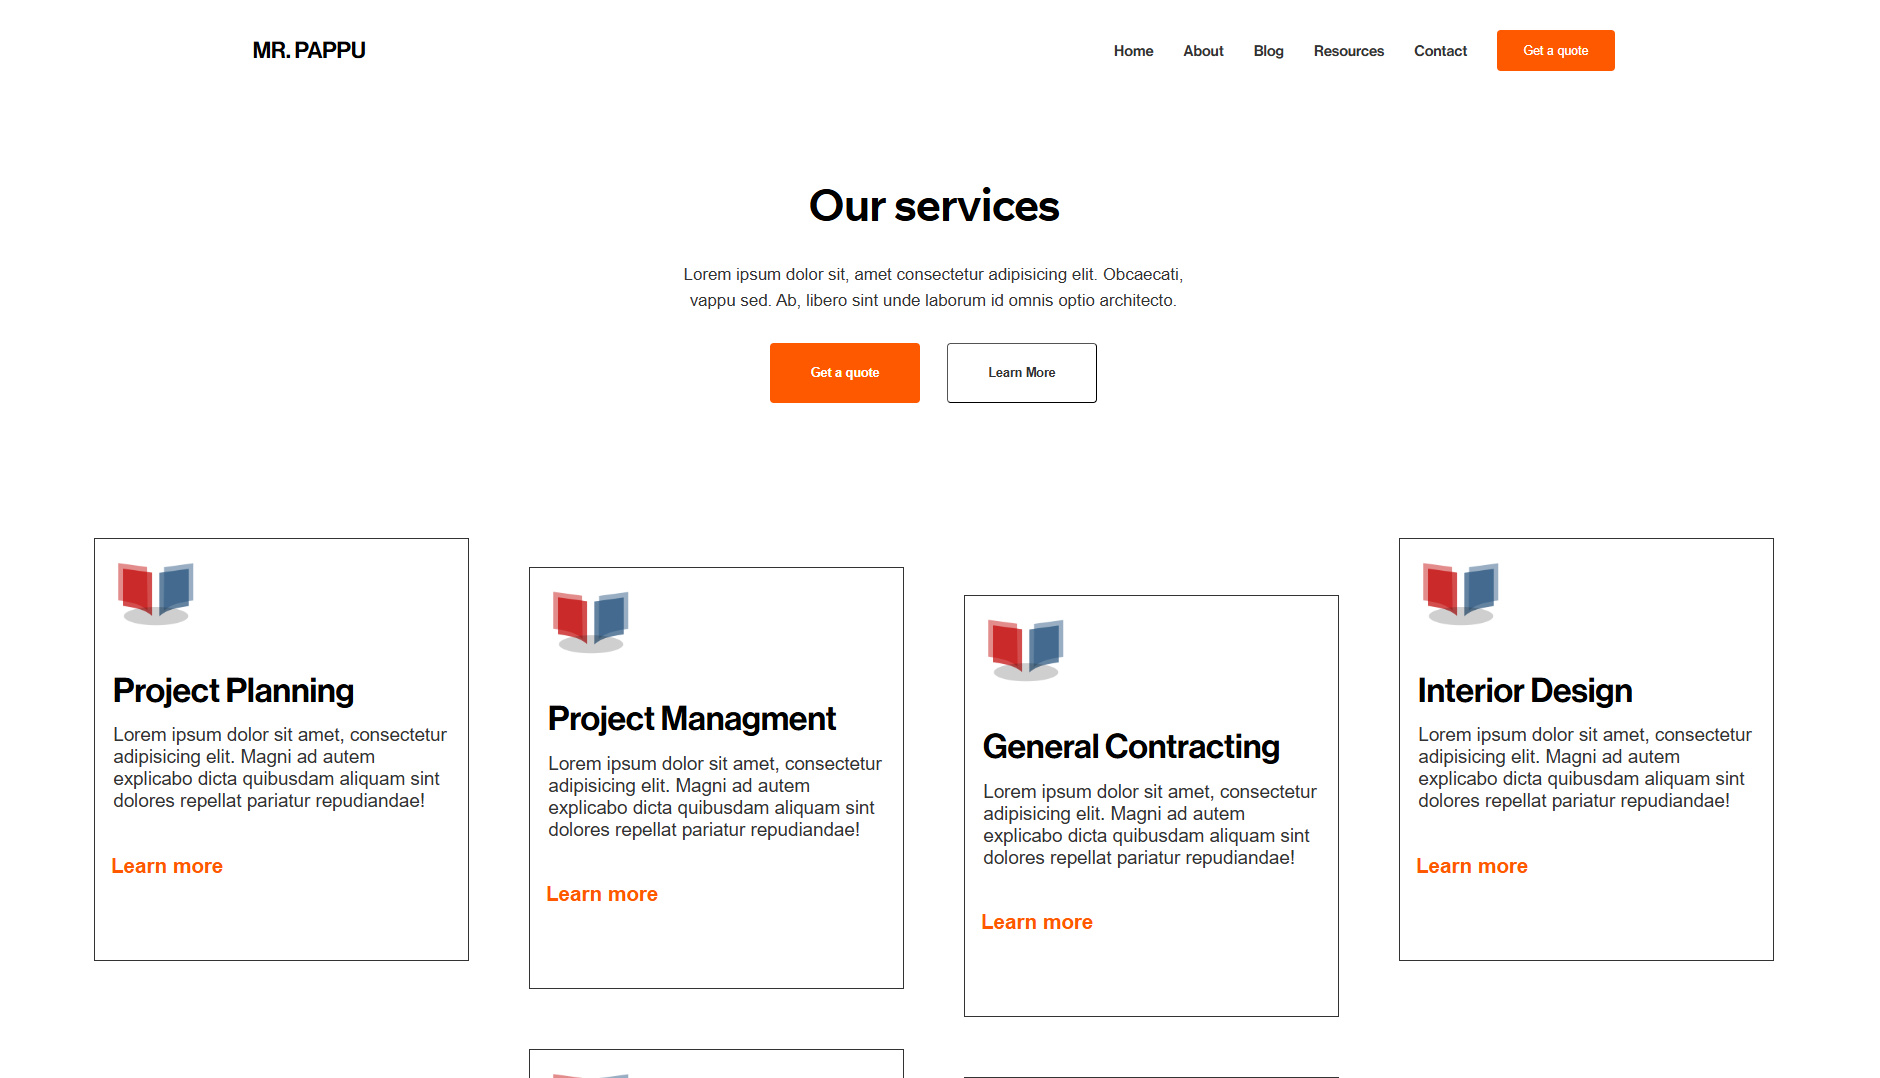 MR. PAPPU
Home About Blog Resources Contact Get a quote
Our services
Lorem ipsum dolor sit, amet consectetur adipisicing elit. Obcaecati,
vappu sed. Ab, libero sint unde laborum id omnis optio architecto.
Get a quote Learn More
Project Planning
Lorem ipsum dolor sit amet, consectetur
adipisicing elit. Magni ad autem
explicabo dicta quibusdam aliquam sint
dolores repellat pariatur repudiandae!
Learn more
Project Managment
Lorem ipsum dolor sit amet, consectetur
adipisicing elit. Magni ad autem
explicabo dicta quibusdam aliquam sint
dolores repellat pariatur repudiandae!
Learn more
General Contracting
Lorem ipsum dolor sit amet, consectetur
adipisicing elit. Magni ad autem
explicabo dicta quibusdam aliquam sint
dolores repellat pariatur repudiandae!
Learn more
Interior Design
Lorem ipsum dolor sit amet, consectetur
adipisicing elit. Magni ad autem
explicabo dicta quibusdam aliquam sint
dolores repellat pariatur repudiandae!
Learn more